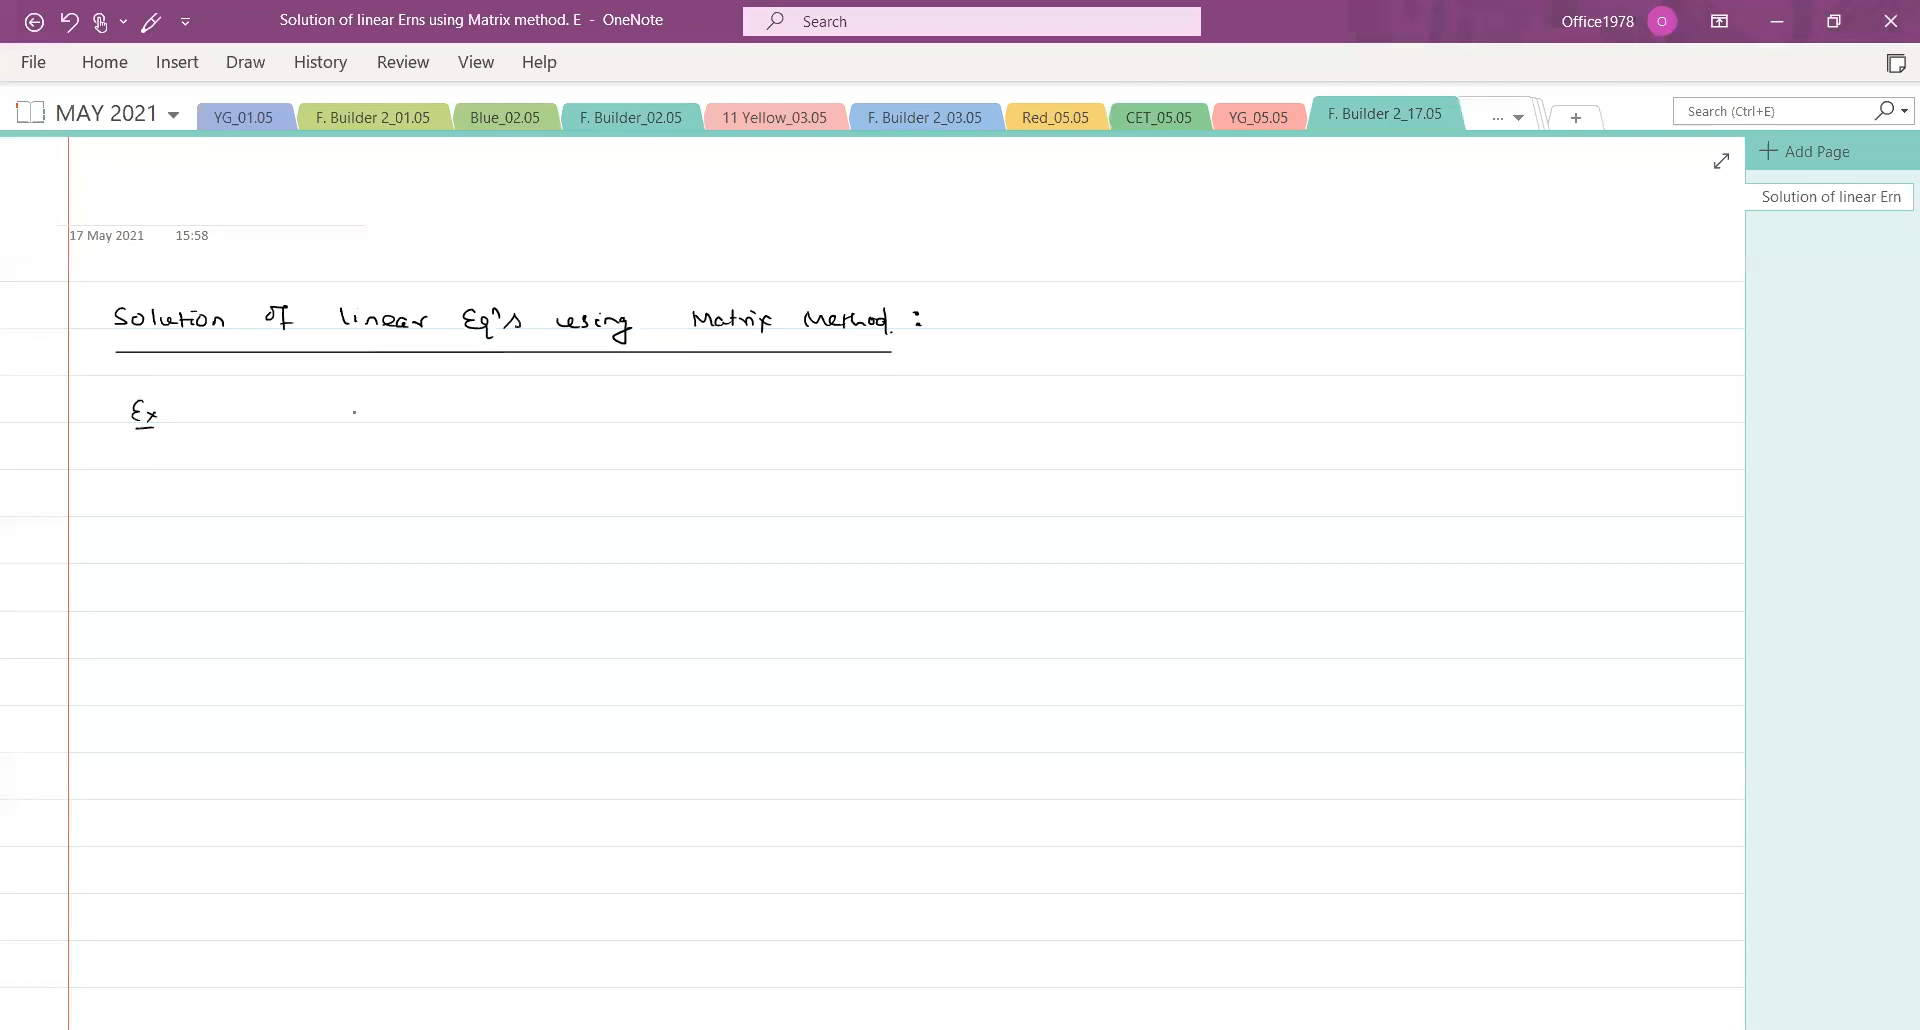 Solution of linear Erns using Matrix method. E - OneNote
Search
Office1978
O
File Home Insert Draw History Review View Help
MAY 2021
YG_01.05 F. Builder 2_01.05 Blue_02.05 F. Builder_02.05 11 Yellow_03.05 F. Builder 2_03.05 Red_05.05 CET_05.05 YG_05.05 F. Builder 2_17.05 ...
Search (Ctrl+E)
Add Page
Solution of linear Ern
17 May 2021 15:58
Solution of linear Eqⁿs using Matrix Method. :
Ex